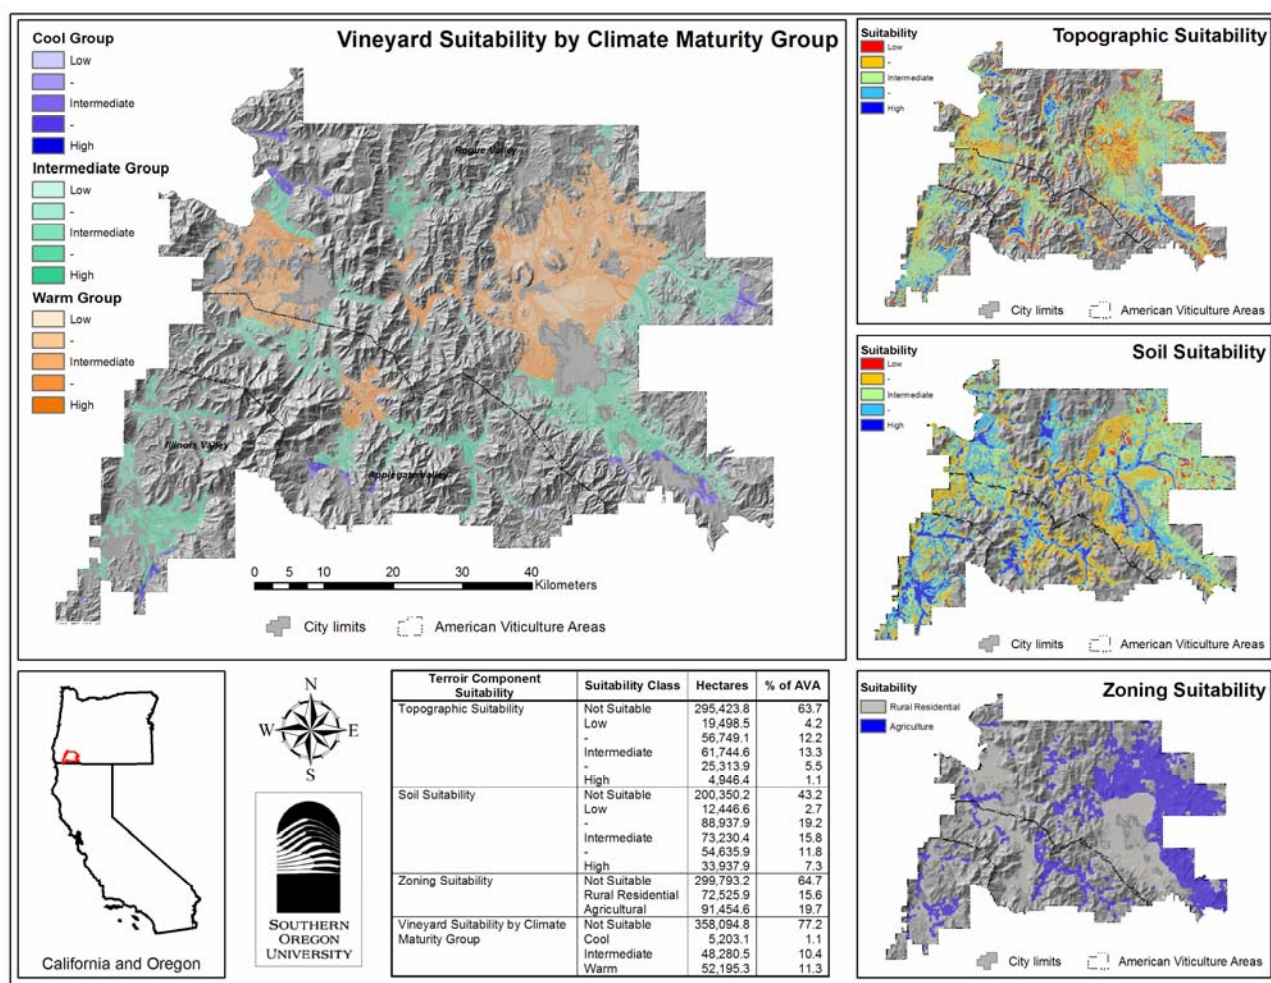 Vineyard Suitability by Climate Maturity Group
Cool Group
Low
-
Intermediate
-
High
Intermediate Group
Low
-
Intermediate
-
High
Warm Group
Low
-
Intermediate
-
High
Rogue Valley
Illinois Valley
Applegate Valley
0 5 10 20 30 40
Kilometers
City limits
American Viticulture Areas
Topographic Suitability
Suitability
Low
-
Intermediate
-
High
City limits
American Viticulture Areas
Soil Suitability
Suitability
Low
-
Intermediate
-
High
City limits
American Viticulture Areas
California and Oregon
N
W E
S
SOUTHERN
OREGON
UNIVERSITY
Terroir Component Suitability Suitability Class Hectares % of AVA
Topographic Suitability Not Suitable 295,423.8 63.7
Low 19,498.5 4.2
- 56,749.1 12.2
Intermediate 61,744.6 13.3
- 25,313.9 5.5
High 4,946.4 1.1
Soil Suitability Not Suitable 200,350.2 43.2
Low 12,446.6 2.7
- 88,937.9 19.2
Intermediate 73,230.4 15.8
- 54,635.9 11.8
High 33,937.9 7.3
Zoning Suitability Not Suitable 299,793.2 64.7
Rural Residential 72,525.9 15.6
Agricultural 91,454.6 19.7
Vineyard Suitability by Climate Not Suitable 358,094.8 77.2
Maturity Group Cool 5,203.1 1.1
Intermediate 48,280.5 10.4
Warm 52,195.3 11.3
Zoning Suitability
Suitability
Rural Residential
Agriculture
City limits
American Viticulture Areas